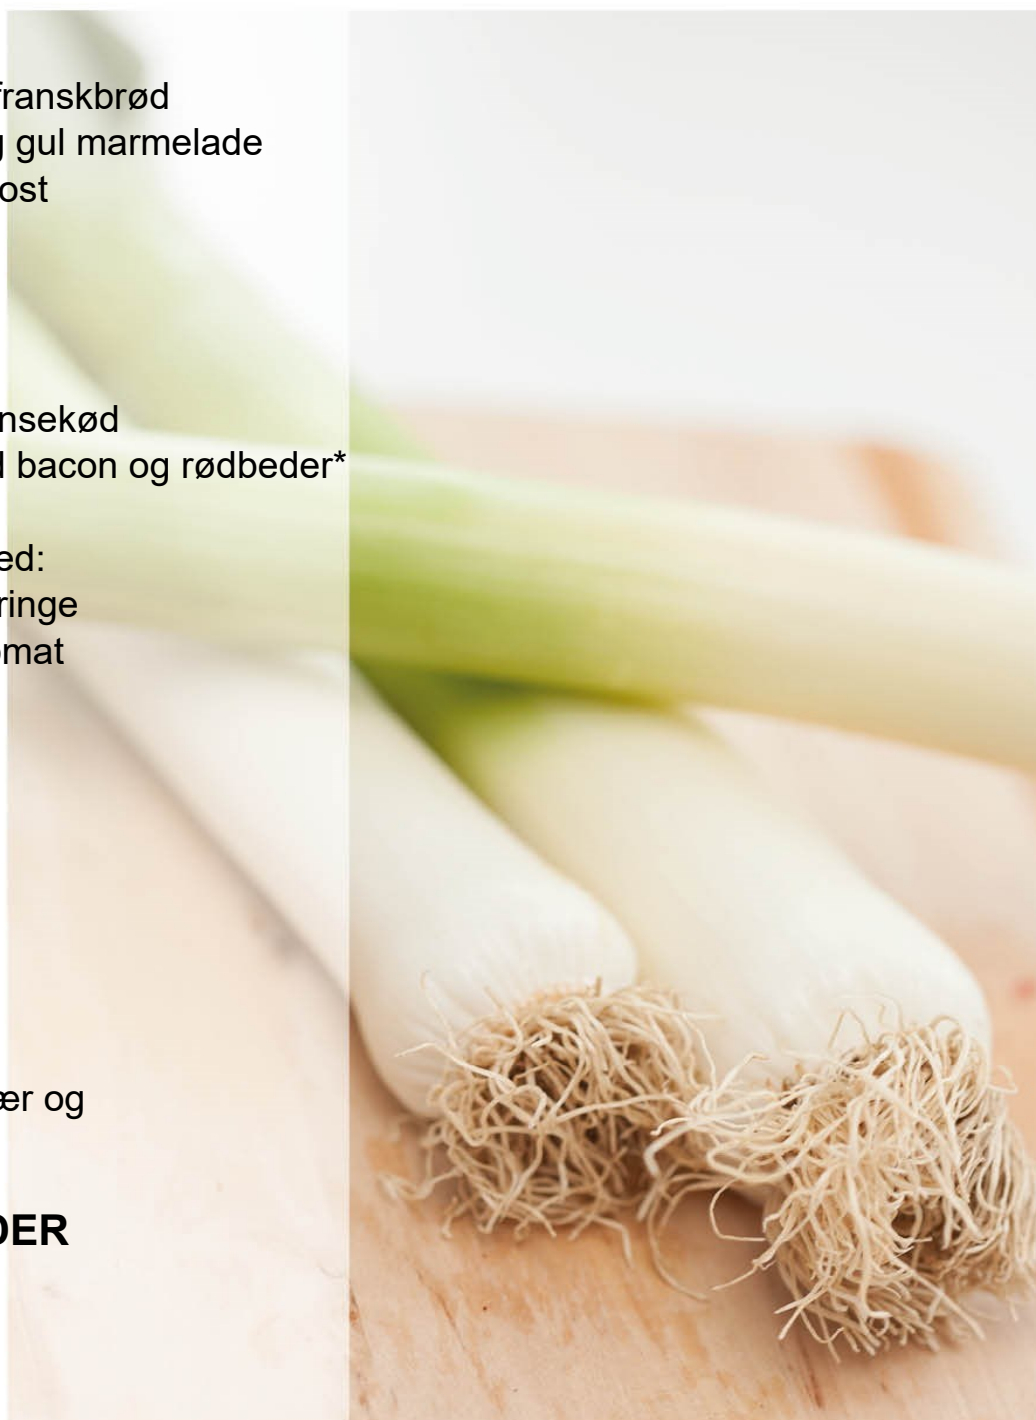 franskbrød
g gul marmelade
ost
nsekød
d bacon og rødbeder*
ed:
ringe
omat
ær og
DER